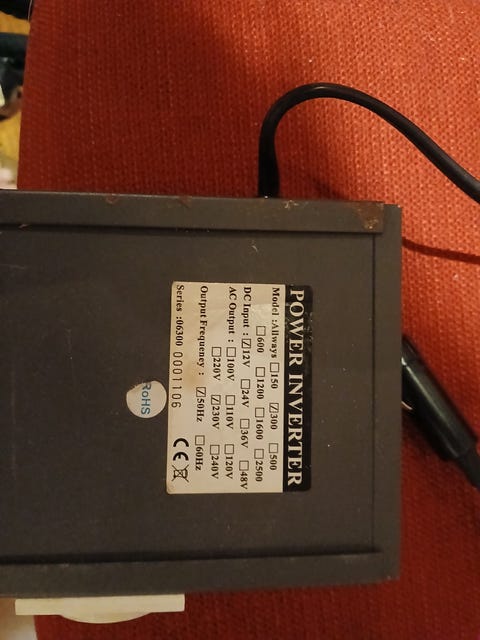 POWER INVERTER
Model :Allways □150 ☑300 □500
□600 □1200 □1600 □2500
DC Input : ☑12V □24V □36V □48V
AC Output : □100V □110V □120V
□220V ☑230V □240V
Output Frequency : ☑50Hz □60Hz
Series :06300 0001106
CE
RoHS